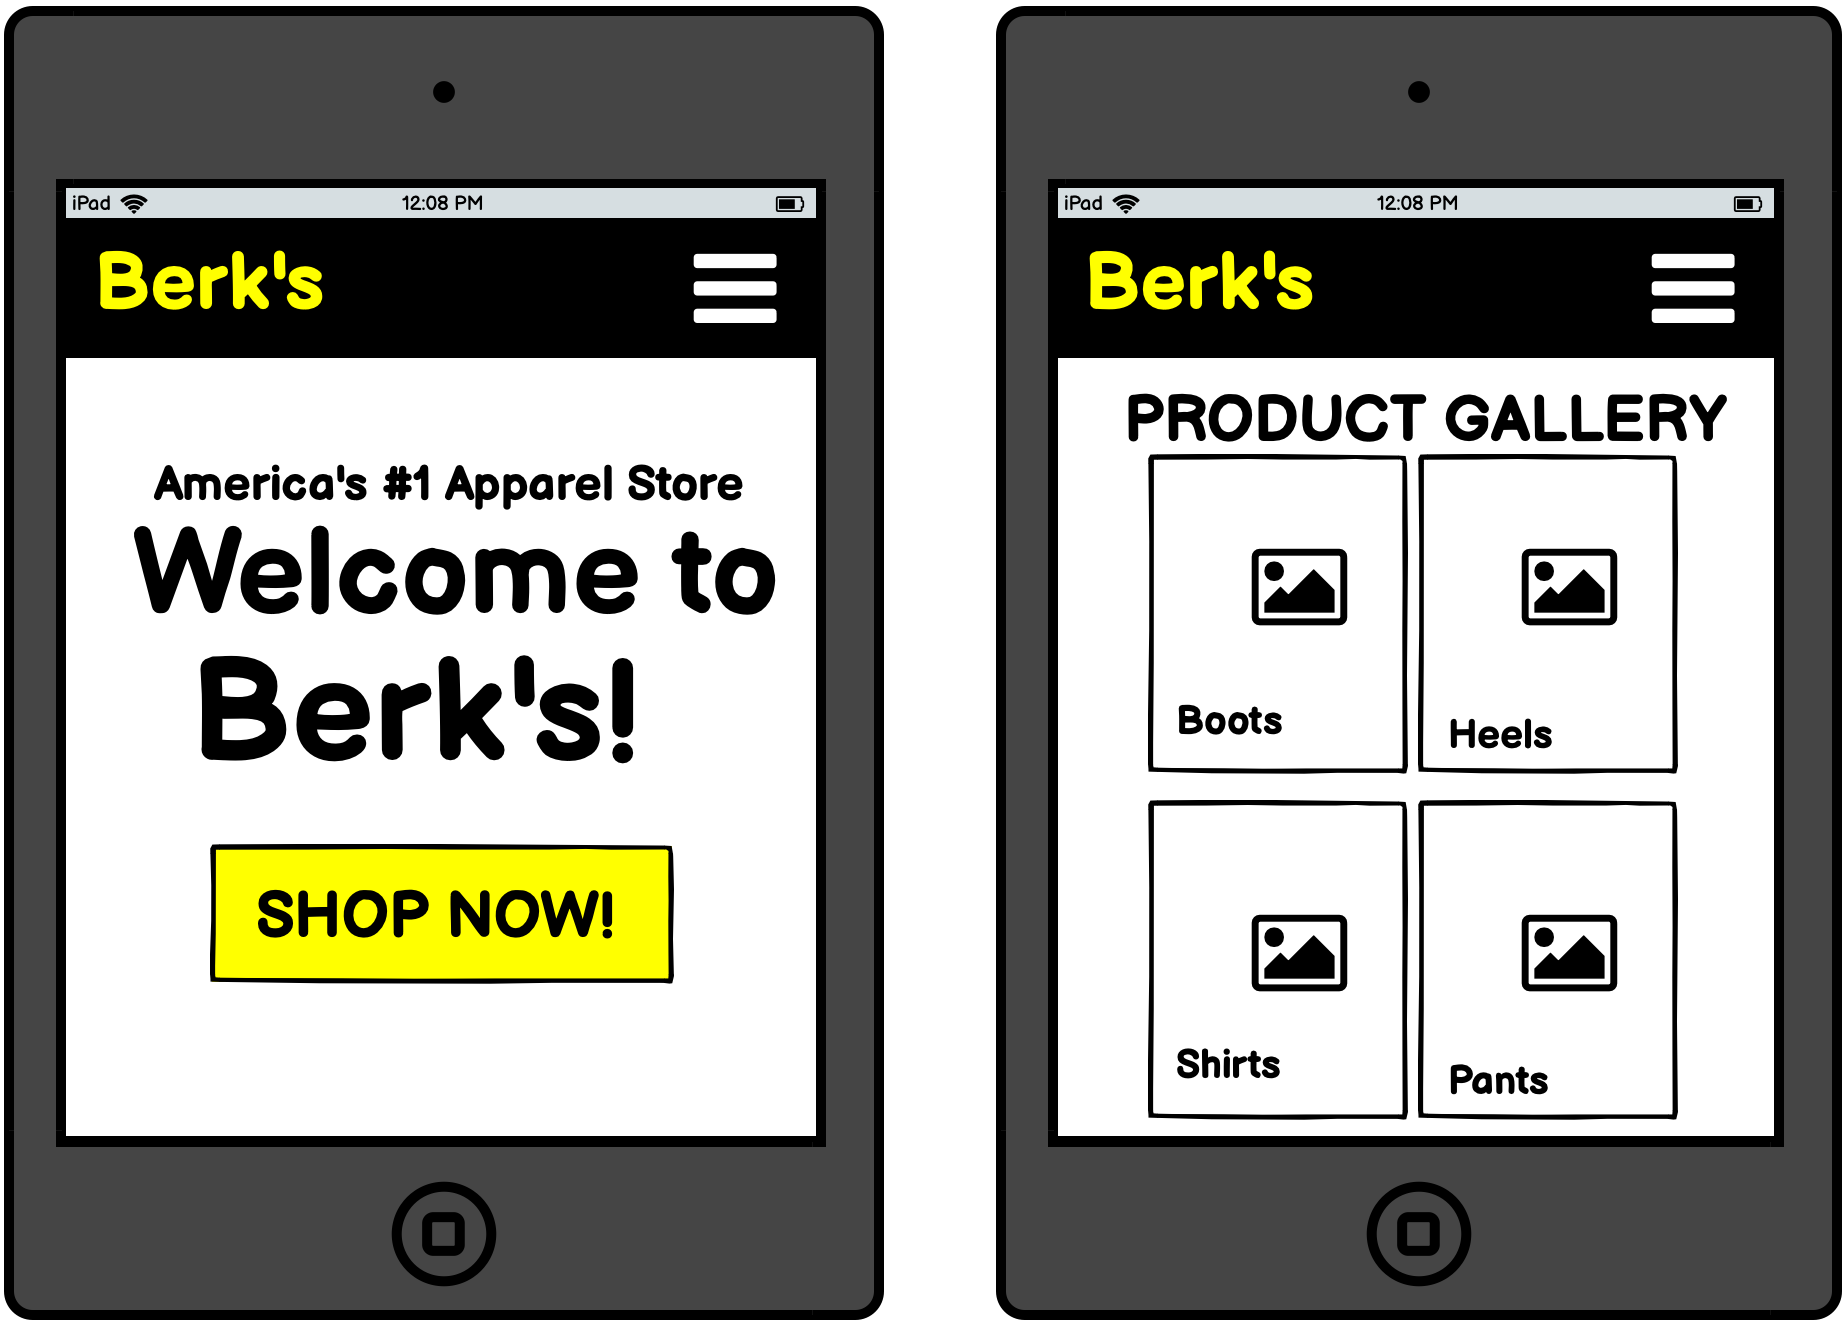 iPad 12:08 PM
Berk's
America's #1 Apparel Store
Welcome to
Berk's!
SHOP NOW!
iPad 12:08 PM
Berk's
PRODUCT GALLERY
Boots
Heels
Shirts
Pants